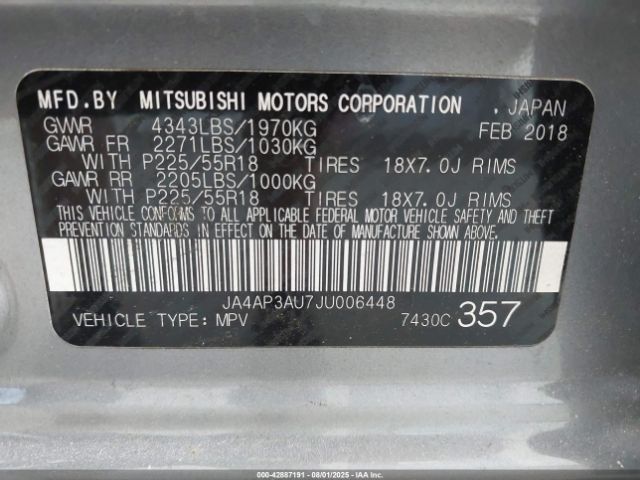 MFD.BY MITSUBISHI MOTORS CORPORATION . JAPAN
GVWR 4343LBS/1970KG FEB 2018
GAWR FR 2271LBS/1030KG
WITH P225/55R18 TIRES 18X7.0J RIMS
GAWR RR 2205LBS/1000KG
WITH P225/55R18 TIRES 18X7.0J RIMS
THIS VEHICLE CONFORMS TO ALL APPLICABLE FEDERAL MOTOR VEHICLE SAFETY AND THEFT
PREVENTION STANDARDS IN EFFECT ON THE DATE OF MANUFACTURE SHOWN ABOVE.
JA4AP3AU7JU006448
VEHICLE TYPE: MPV 7430C 357
000-42887191 - 08/01/2025 - IAAI.COM